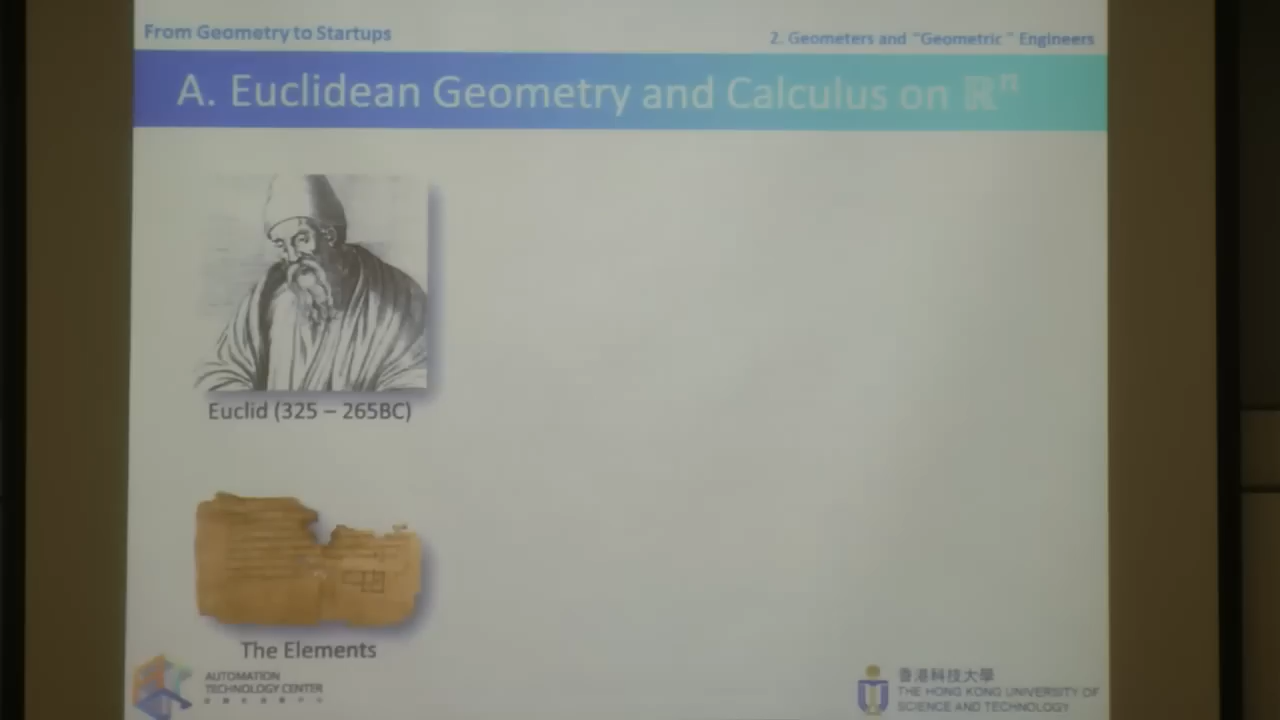 From Geometry to Startups
2. Geometers and "Geometric" Engineers
A. Euclidean Geometry and Calculus on ℝⁿ
Euclid (325 – 265BC)
The Elements
AUTOMATION
TECHNOLOGY CENTER
香港科技大學
THE HONG KONG UNIVERSITY OF
SCIENCE AND TECHNOLOGY